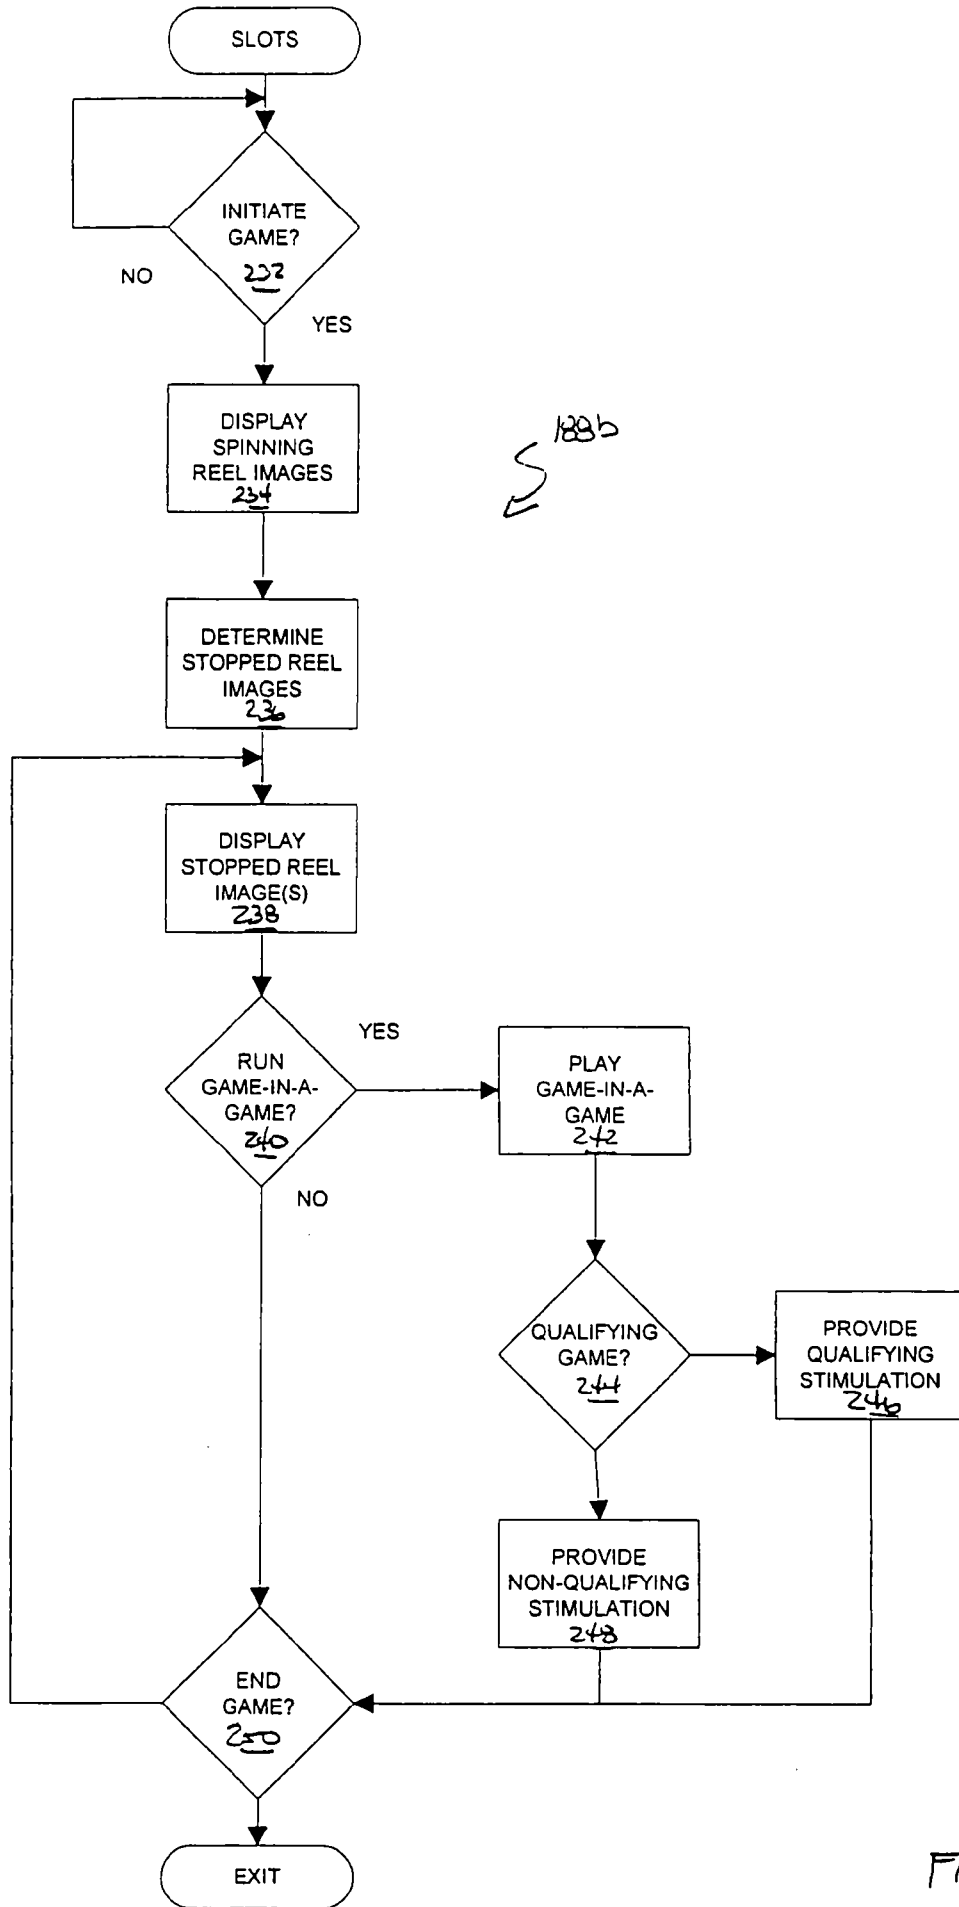 SLOTS
INITIATE
GAME?
232
NO
YES
DISPLAY
SPINNING
REEL IMAGES
234
188b
DETERMINE
STOPPED REEL
IMAGES
236
DISPLAY
STOPPED REEL
IMAGE(S)
238
RUN
GAME-IN-A-
GAME?
240
YES
NO
PLAY
GAME-IN-A-
GAME
242
QUALIFYING
GAME?
244
PROVIDE
QUALIFYING
STIMULATION
246
PROVIDE
NON-QUALIFYING
STIMULATION
248
END
GAME?
250
EXIT